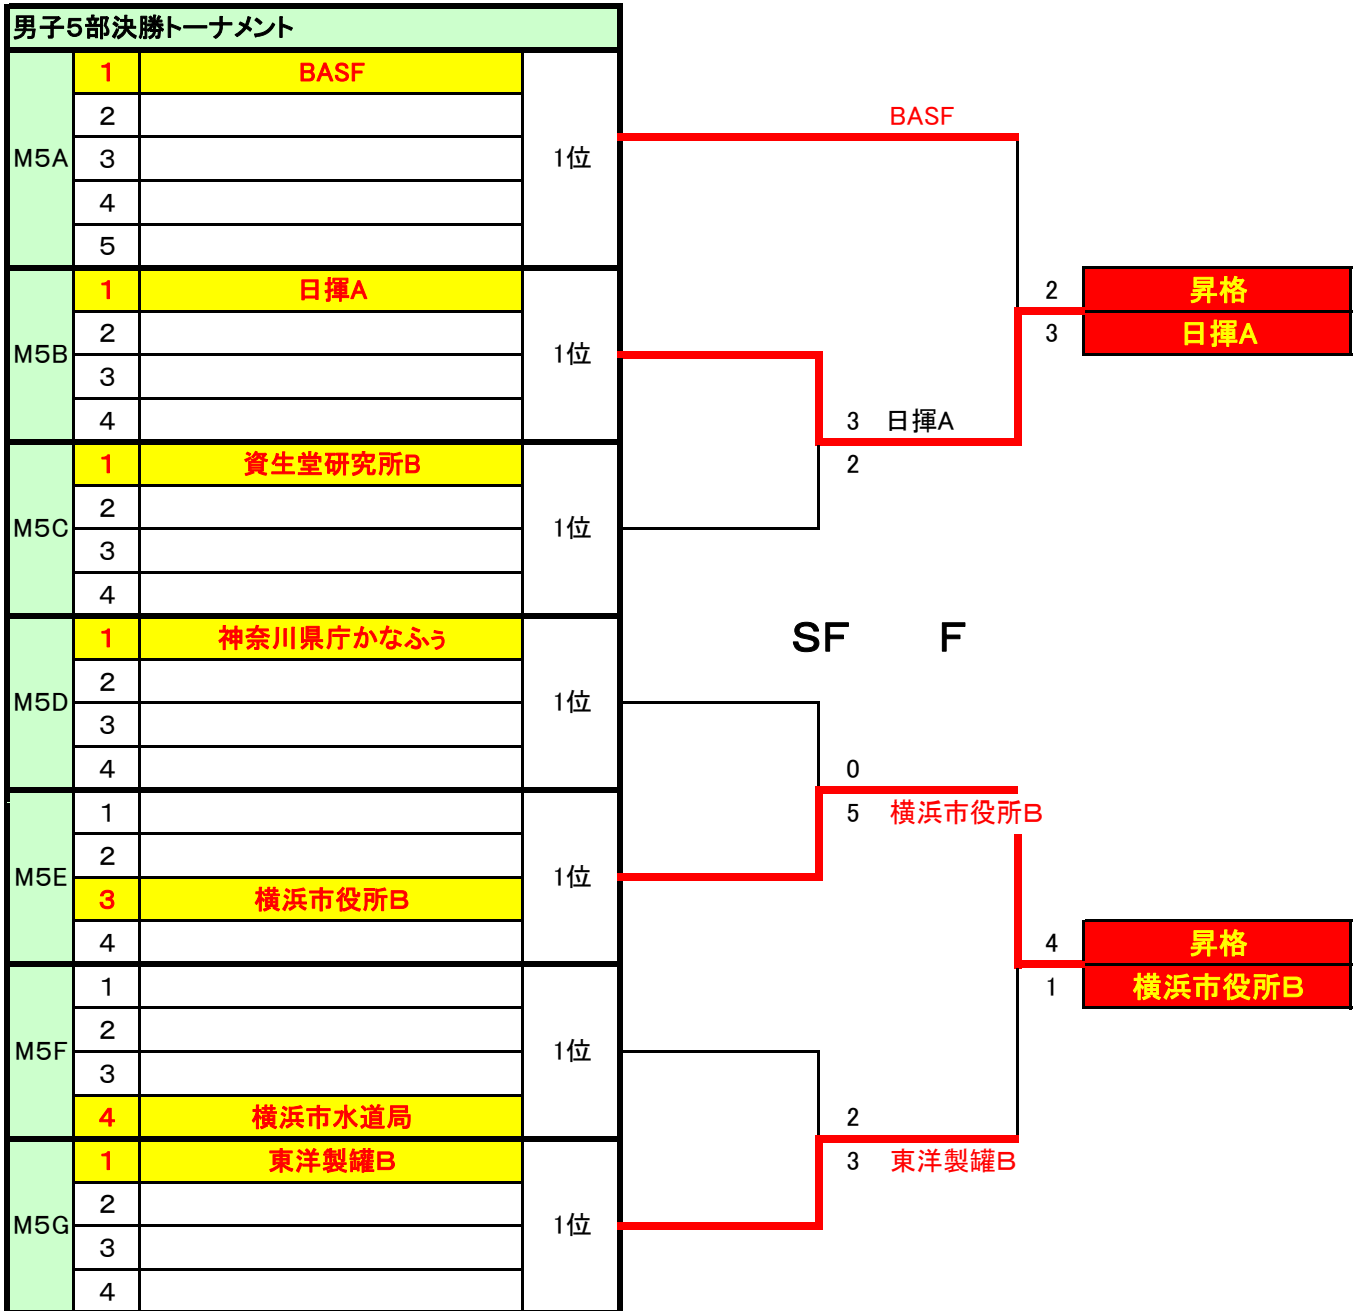 男子５部決勝トーナメント
M5A
1 BASF
2
3
4
5
1位
BASF
M5B
1 日揮A
2
3
4
1位
2 昇格
3 日揮A
3 日揮A
2
M5C
1 資生堂研究所B
2
3
4
1位
M5D
1 神奈川県庁かなふぅ
2
3
4
1位
SF F
0
5 横浜市役所B
M5E
1
2
3 横浜市役所B
4
1位
4 昇格
1 横浜市役所B
M5F
1
2
3
4 横浜市水道局
1位
2
3 東洋製罐B
M5G
1 東洋製罐B
2
3
4
1位